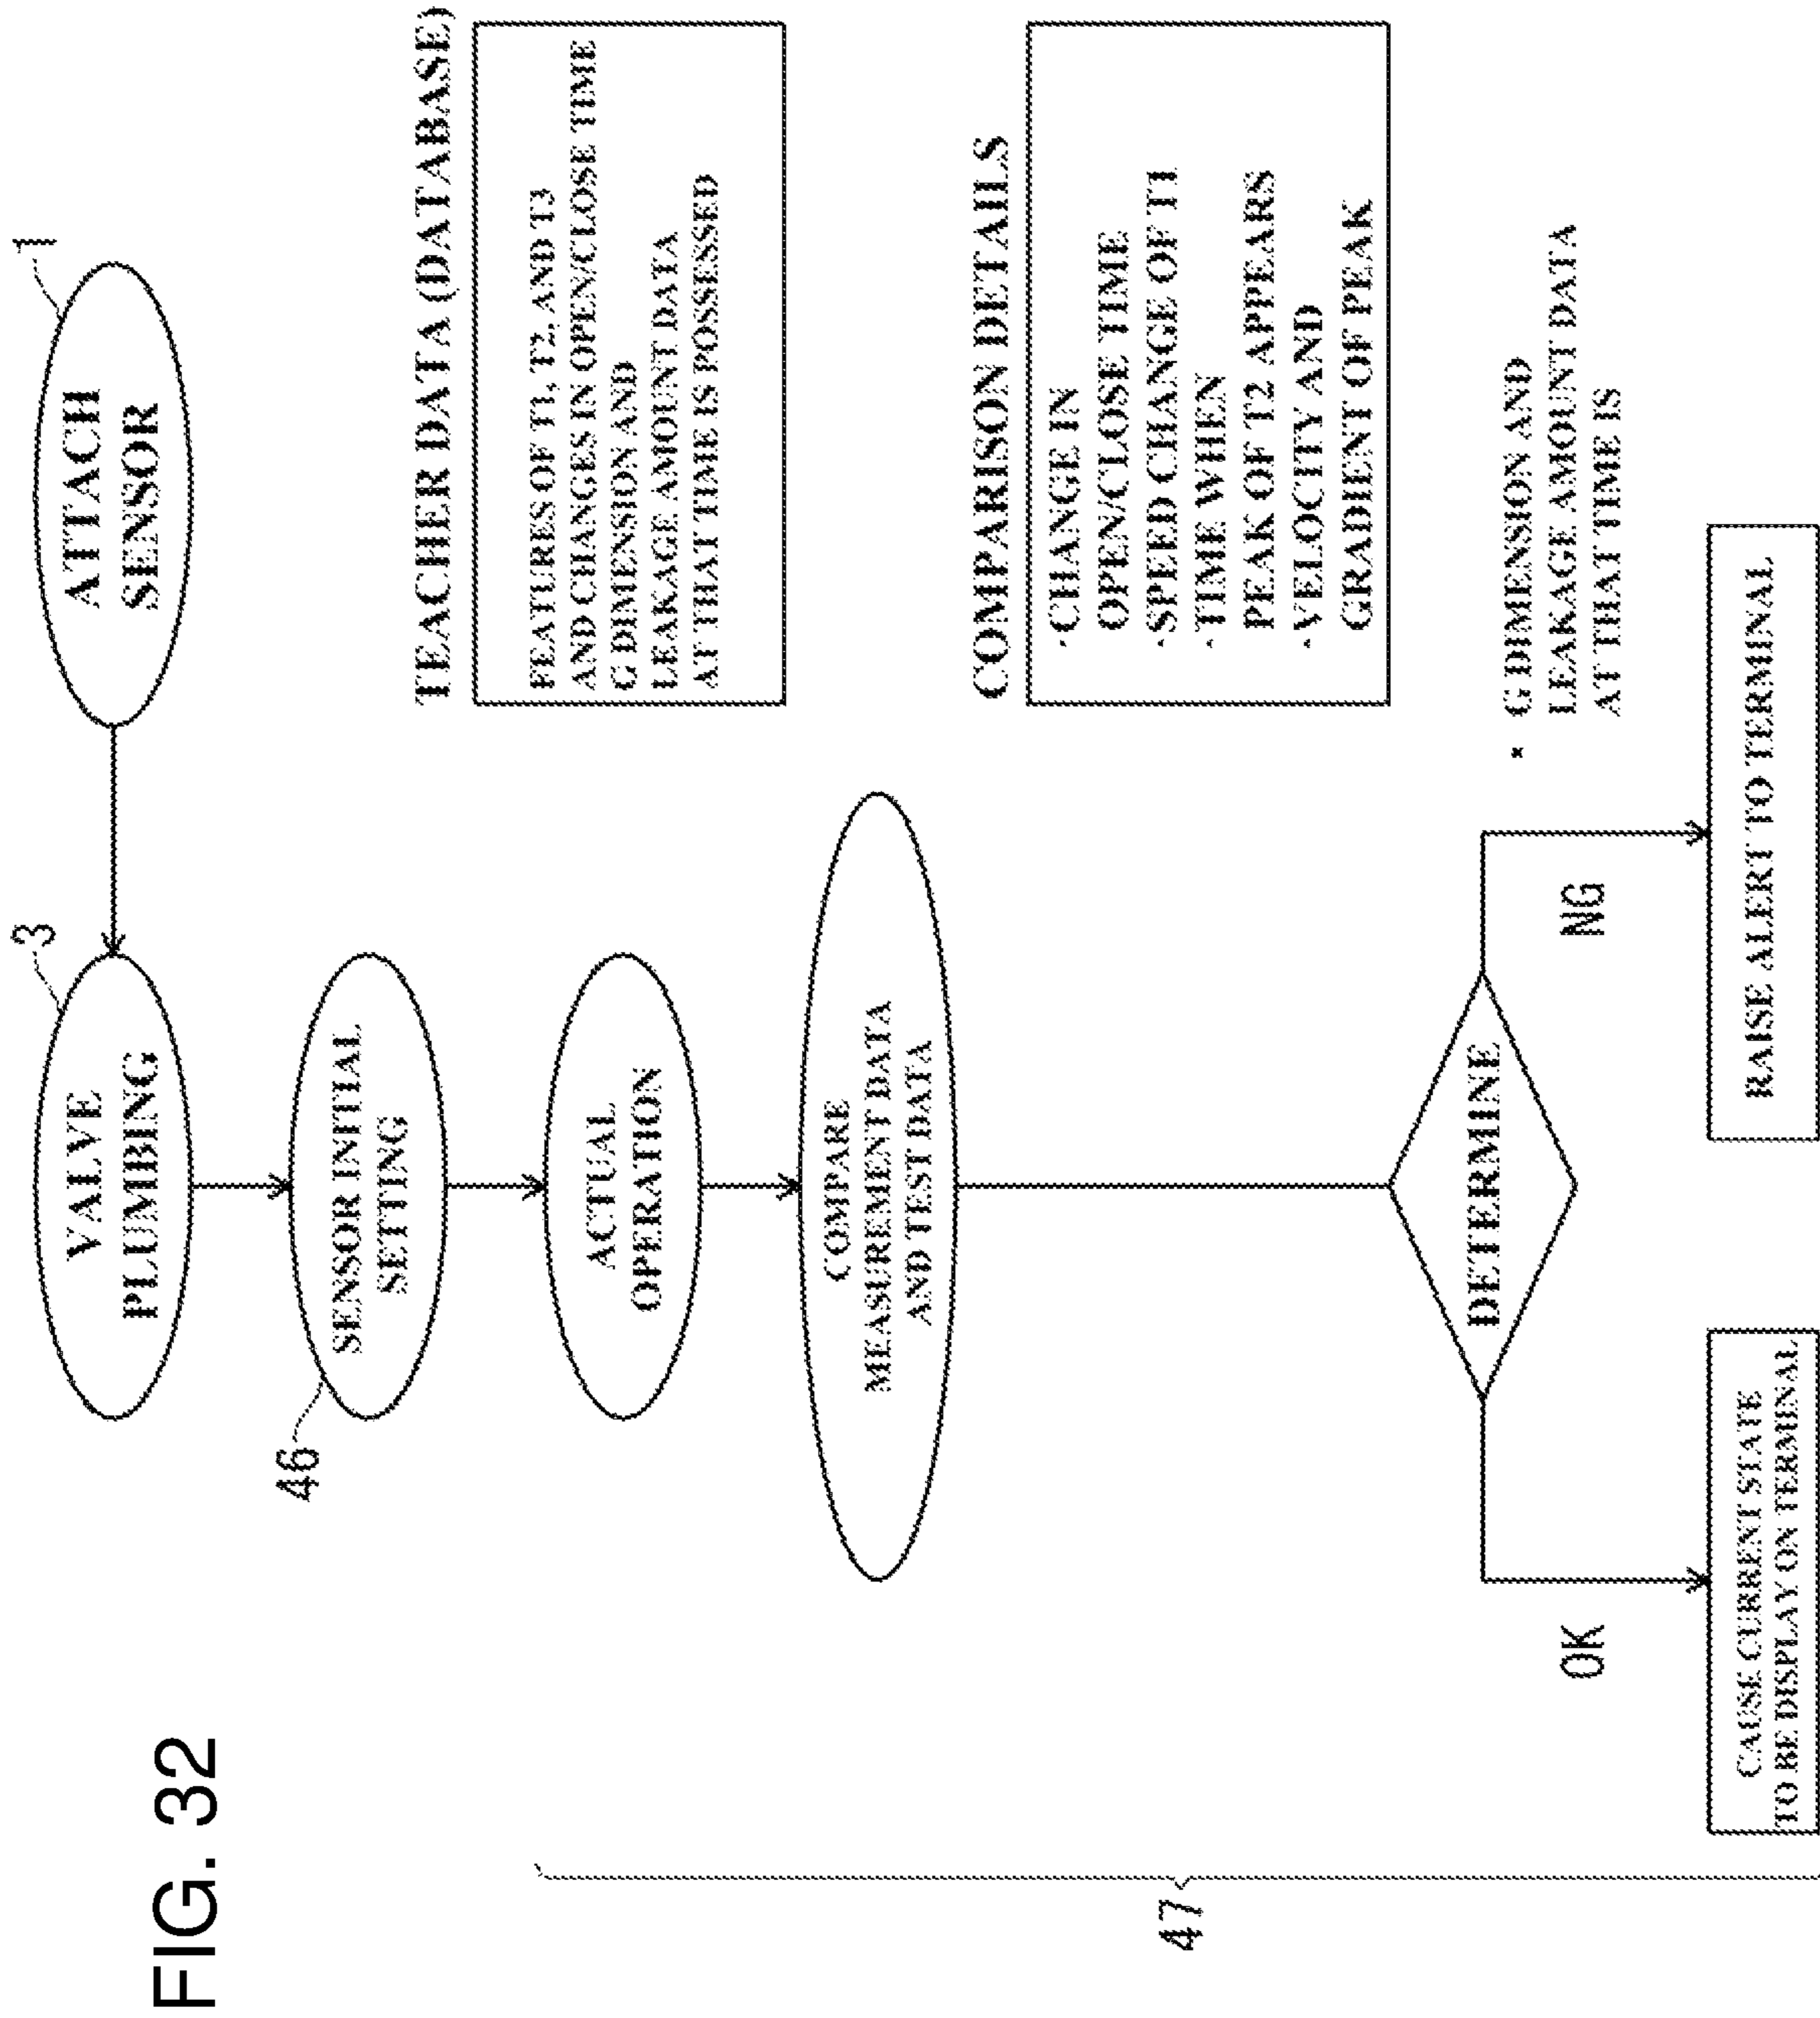 FIG. 32
VALVE
PLUMBING
3
ATTACH
SENSOR
1
SENSOR INITIAL
SETTING
46
ACTUAL
OPERATION
TEACHER DATA (DATABASE)
FEATURES OF T1, T2, AND T3
AND CHANGES IN OPEN/CLOSE TIME
G DIMENSION AND
LEAKAGE AMOUNT DATA
AT THAT TIME IS POSSESSED
COMPARE
MEASUREMENT DATA
AND TEST DATA
COMPARISON DETAILS
・CHANGE IN
OPEN/CLOSE TIME
・SPEED CHANGE OF T1
・TIME WHEN
PEAK OF T2 APPEARS
・VELOCITY AND
GRADIENT OF PEAK
47
DETERMINE
* G DIMENSION AND
LEAKAGE AMOUNT DATA
AT THAT TIME IS
OK
NG
CAUSE CURRENT STATE
TO BE DISPLAY ON TERMINAL
RAISE ALERT TO TERMINAL